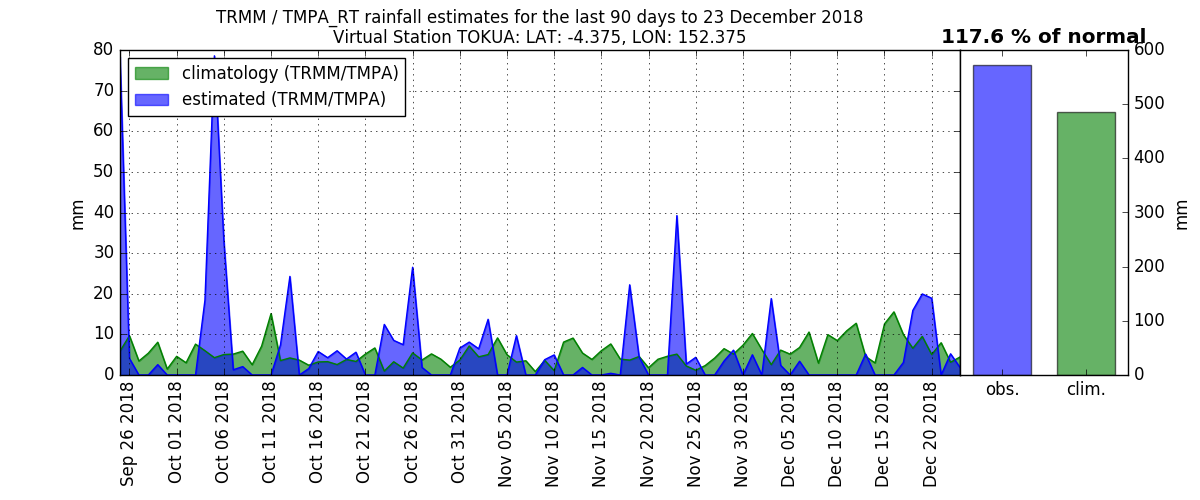 TRMM / TMPA_RT rainfall estimates for the last 90 days to 23 December 2018
Virtual Station TOKUA: LAT: -4.375, LON: 152.375
117.6 % of normal
climatology (TRMM/TMPA)
estimated (TRMM/TMPA)
80
70
60
50
40
30
20
10
0
mm
Sep 26 2018
Oct 01 2018
Oct 06 2018
Oct 11 2018
Oct 16 2018
Oct 21 2018
Oct 26 2018
Oct 31 2018
Nov 05 2018
Nov 10 2018
Nov 15 2018
Nov 20 2018
Nov 25 2018
Nov 30 2018
Dec 05 2018
Dec 10 2018
Dec 15 2018
Dec 20 2018
obs.
clim.
600
500
400
300
200
100
0
mm